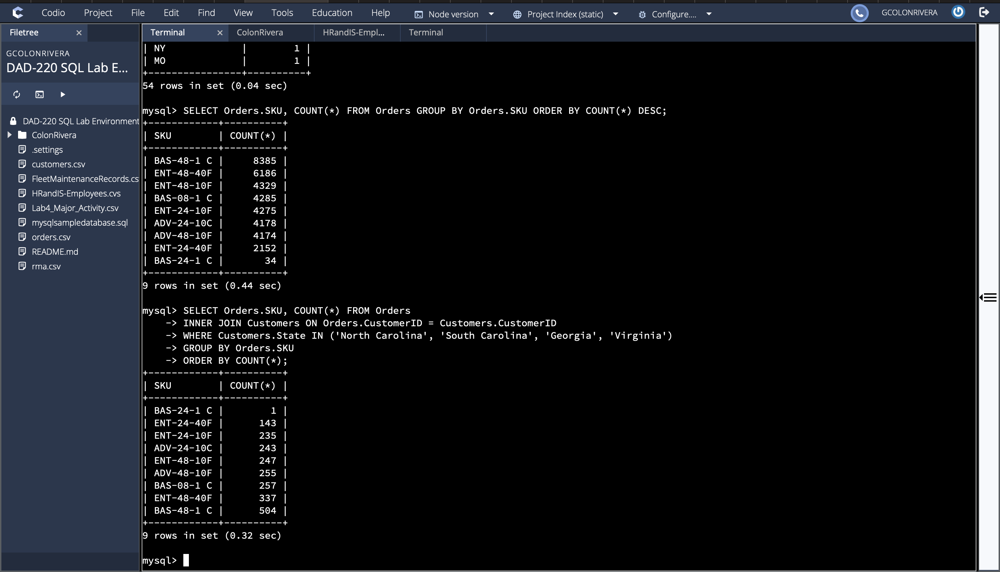 Codio Project File Edit Find View Tools Education Help Node version Project Index (static) Configure.... GCOLONRIVERA
Filetree
Terminal ColonRivera HRandIS-Empl... Terminal
GCOLONRIVERA
DAD-220 SQL Lab E...
DAD-220 SQL Lab Environment
ColonRivera
.settings
customers.csv
FleetMaintenanceRecords.cs
HRandIS-Employees.cvs
Lab4_Major_Activity.csv
mysqlsampledatabase.sql
orders.csv
README.md
rma.csv
| NY             |        1 |
| MO             |        1 |
+----------------+----------+
54 rows in set (0.04 sec)
mysql> SELECT Orders.SKU, COUNT(*) FROM Orders GROUP BY Orders.SKU ORDER BY COUNT(*) DESC;
+------------+----------+
| SKU        | COUNT(*) |
+------------+----------+
| BAS-48-1 C |     8385 |
| ENT-48-40F |     6186 |
| ENT-48-10F |     4329 |
| BAS-08-1 C |     4285 |
| ENT-24-10F |     4275 |
| ADV-24-10C |     4178 |
| ADV-48-10F |     4174 |
| ENT-24-40F |     2152 |
| BAS-24-1 C |       34 |
+------------+----------+
9 rows in set (0.44 sec)
mysql> SELECT Orders.SKU, COUNT(*) FROM Orders
    -> INNER JOIN Customers ON Orders.CustomerID = Customers.CustomerID
    -> WHERE Customers.State IN ('North Carolina', 'South Carolina', 'Georgia', 'Virginia')
    -> GROUP BY Orders.SKU
    -> ORDER BY COUNT(*);
+------------+----------+
| SKU        | COUNT(*) |
+------------+----------+
| BAS-24-1 C |        1 |
| ENT-24-40F |      143 |
| ENT-24-10F |      235 |
| ADV-24-10C |      243 |
| ENT-48-10F |      247 |
| ADV-48-10F |      255 |
| BAS-08-1 C |      257 |
| ENT-48-40F |      337 |
| BAS-48-1 C |      504 |
+------------+----------+
9 rows in set (0.32 sec)
mysql>